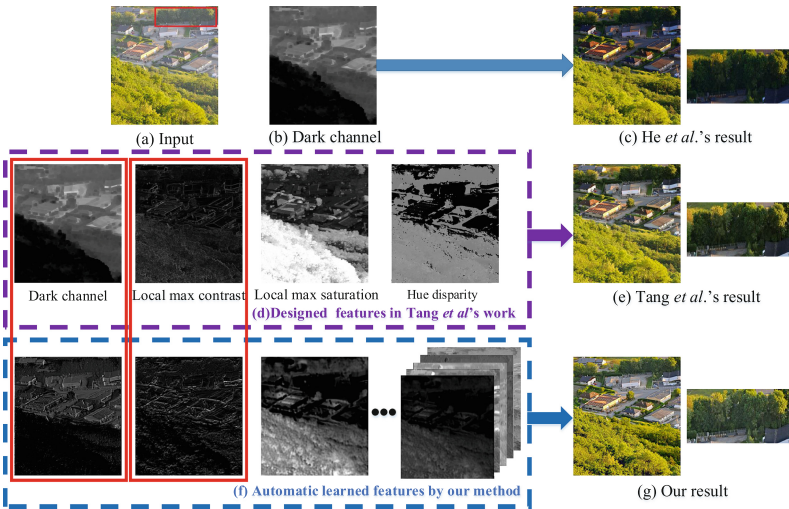 (a) Input
(b) Dark channel
(c) He et al.'s result
Dark channel
Local max contrast
Local max saturation
Hue disparity
(d)Designed features in Tang et al's work
(e) Tang et al.'s result
(f) Automatic learned features by our method
(g) Our result